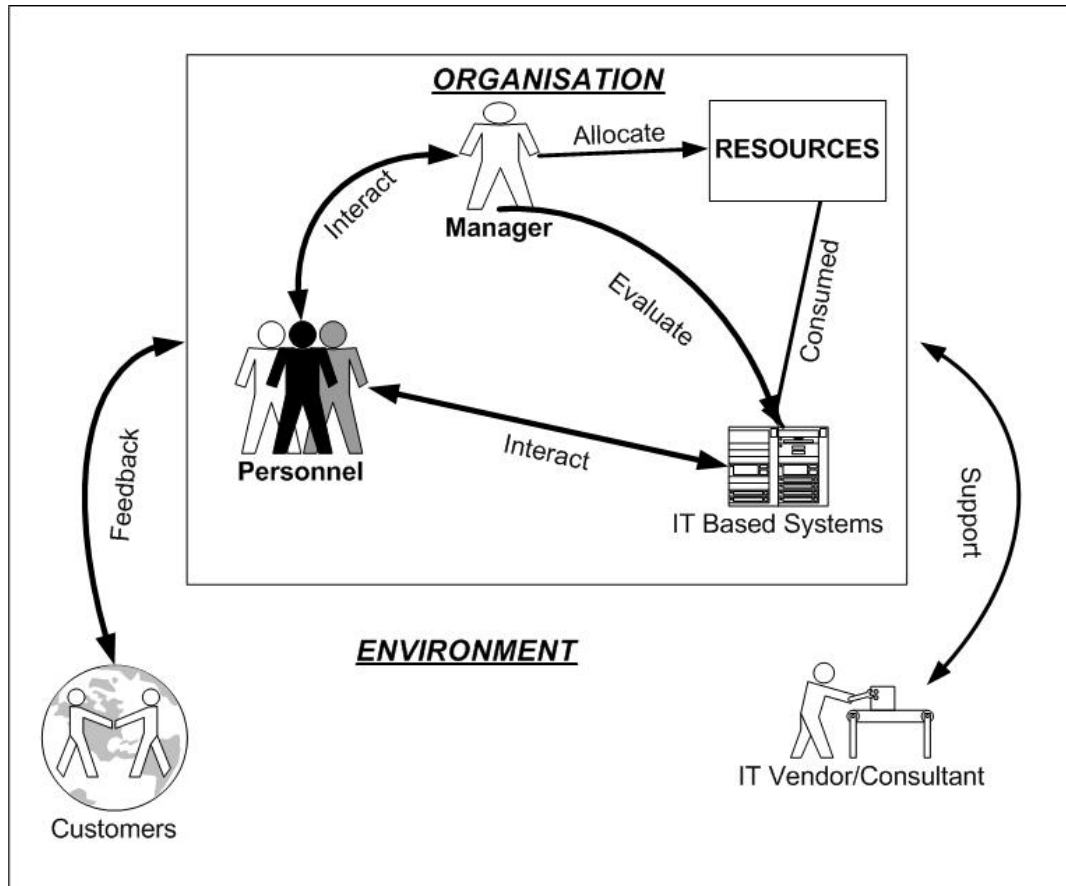 ORGANISATION
Allocate
RESOURCES
Interact
Manager
Evaluate
Consumed
Personnel
Interact
IT Based Systems
Feedback
Support
ENVIRONMENT
IT Vendor/Consultant
Customers